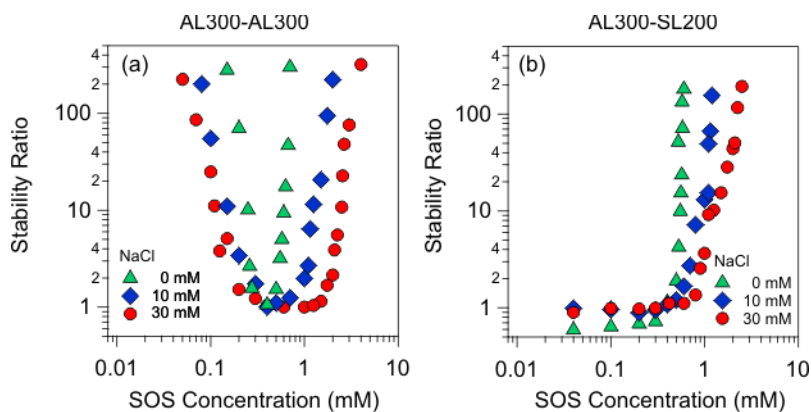 AL300-AL300
AL300-SL200
(a)
(b)
Stability Ratio
4
2
100
4
2
10
4
2
1
NaCl
0 mM
10 mM
30 mM
0.01
0.1
1
10
SOS Concentration (mM)
Stability Ratio
4
2
100
4
2
10
4
2
1
NaCl
0 mM
10 mM
30 mM
0.01
0.1
1
10
SOS Concentration (mM)